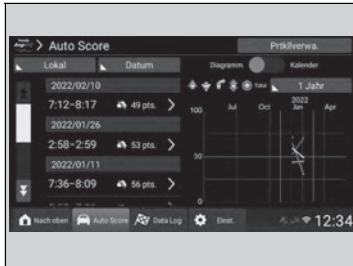 Auto Score
Prtkllverwa.
Lokal
Datum
Diagramm
Kalender
2022/02/10
7:12-8:17 49 pts.
2022/01/26
2:58-2:59 53 pts.
2022/01/11
7:36-8:09 56 pts.
Total
1 Jahr
2022
Jul Okt Jan Apr
100
50
0
Nach oben
Auto Score
Data Log
Einst.
12:34